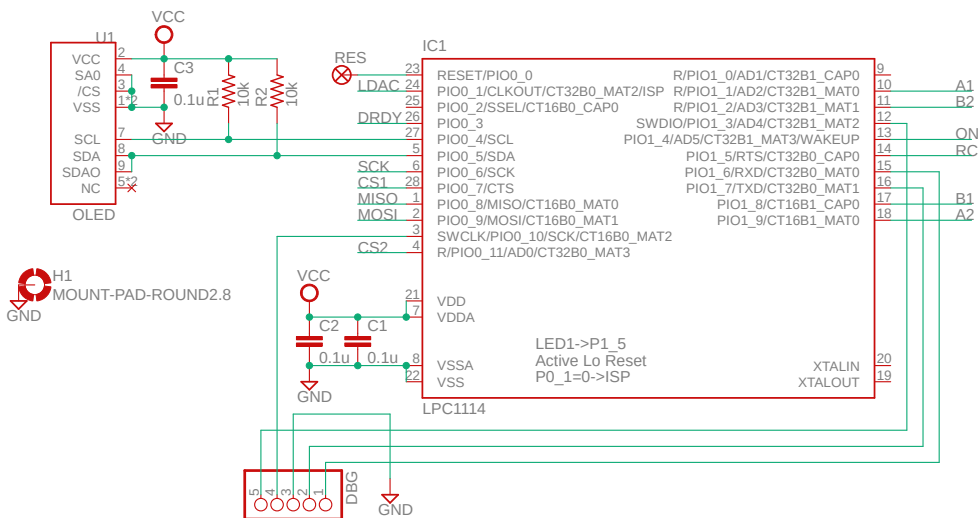 VCC
U1
VCC 2
SA0 4
/CS 3
VSS 1*2
SCL 7
SDA 8
SDAO 9
NC 5*2
OLED
C3
0.1u
GND
R1
10k
R2
10k
H1
MOUNT-PAD-ROUND2.8
GND
RES
IC1
23 RESET/PIO0_0
LDAC 24 PIO0_1/CLKOUT/CT32B0_MAT2/ISP
25 PIO0_2/SSEL/CT16B0_CAP0
DRDY 26 PIO0_3
27 PIO0_4/SCL
5 PIO0_5/SDA
SCK 6 PIO0_6/SCK
CS1 28 PIO0_7/CTS
MISO 1 PIO0_8/MISO/CT16B0_MAT0
MOSI 2 PIO0_9/MOSI/CT16B0_MAT1
3 SWCLK/PIO0_10/SCK/CT16B0_MAT2
CS2 4 R/PIO0_11/AD0/CT32B0_MAT3
R/PIO1_0/AD1/CT32B1_CAP0 9
R/PIO1_1/AD2/CT32B1_MAT0 10 A1
R/PIO1_2/AD3/CT32B1_MAT1 11 B2
SWDIO/PIO1_3/AD4/CT32B1_MAT2 12
PIO1_4/AD5/CT32B1_MAT3/WAKEUP 13 ON
PIO1_5/RTS/CT32B0_CAP0 14 RC
PIO1_6/RXD/CT32B0_MAT0 15
PIO1_7/TXD/CT32B0_MAT1 16
PIO1_8/CT16B1_CAP0 17 B1
PIO1_9/CT16B1_MAT0 18 A2
VCC
C2
0.1u
C1
0.1u
GND
21 VDD
7 VDDA
8 VSSA
22 VSS
LED1->P1_5
Active Lo Reset
P0_1=0->ISP
XTALIN 20
XTALOUT 19
LPC1114
5 4 3 2 1
DBG
GND